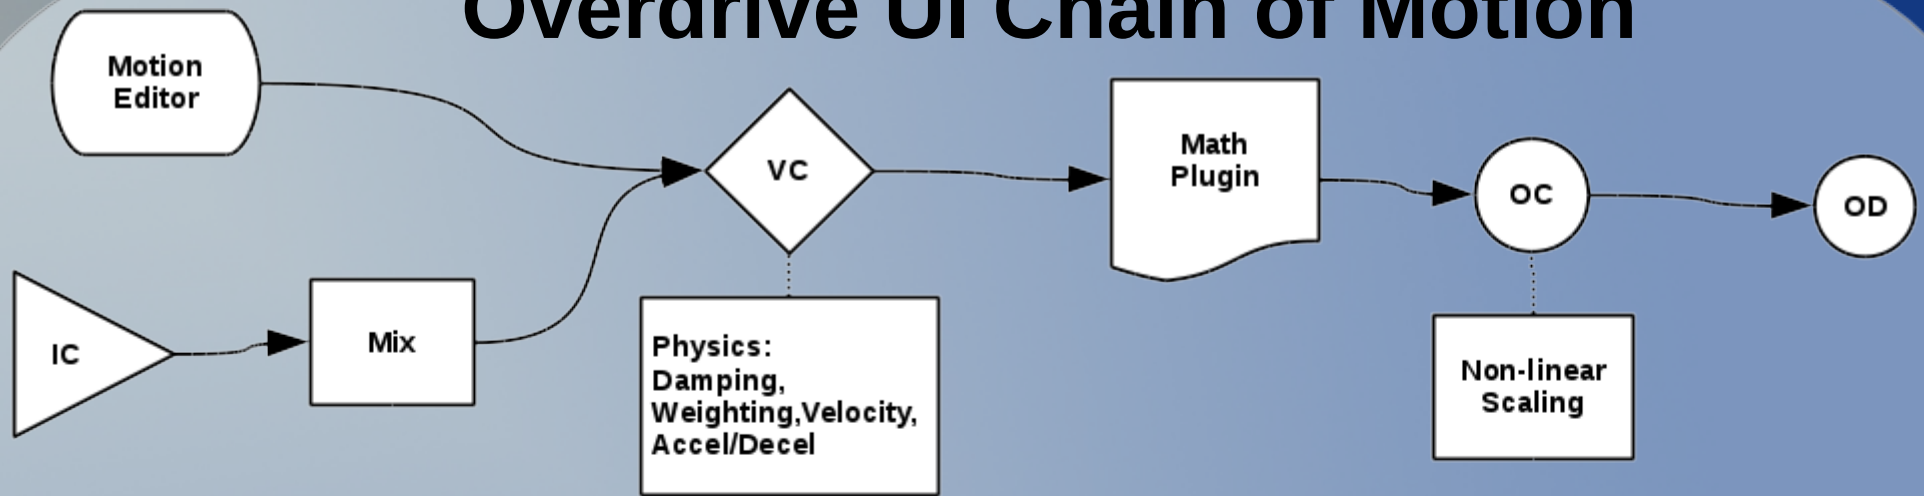 Overdrive UI Chain of Motion
Motion
Editor
IC
Mix
VC
Physics:
Damping,
Weighting,Velocity,
Accel/Decel
Math
Plugin
OC
Non-linear
Scaling
OD